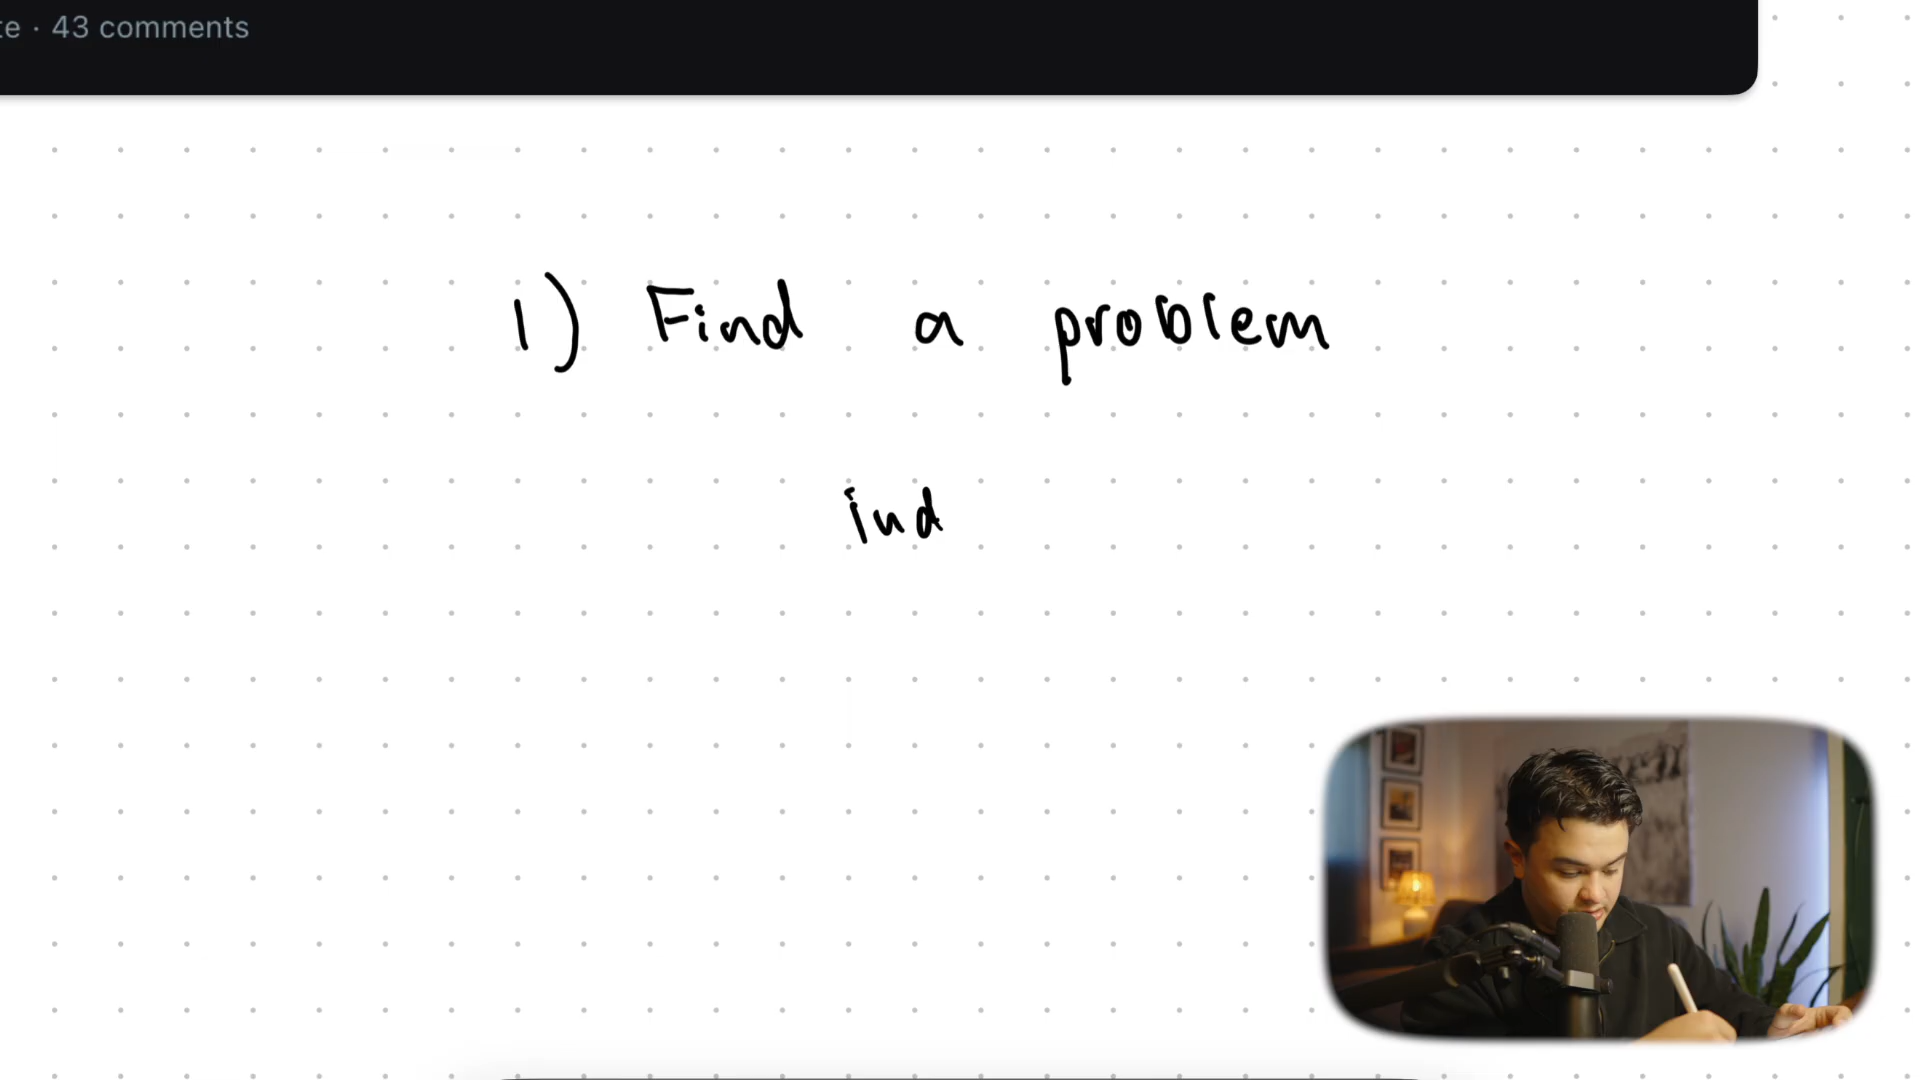 te · 43 comments
1) Find a problem
ind